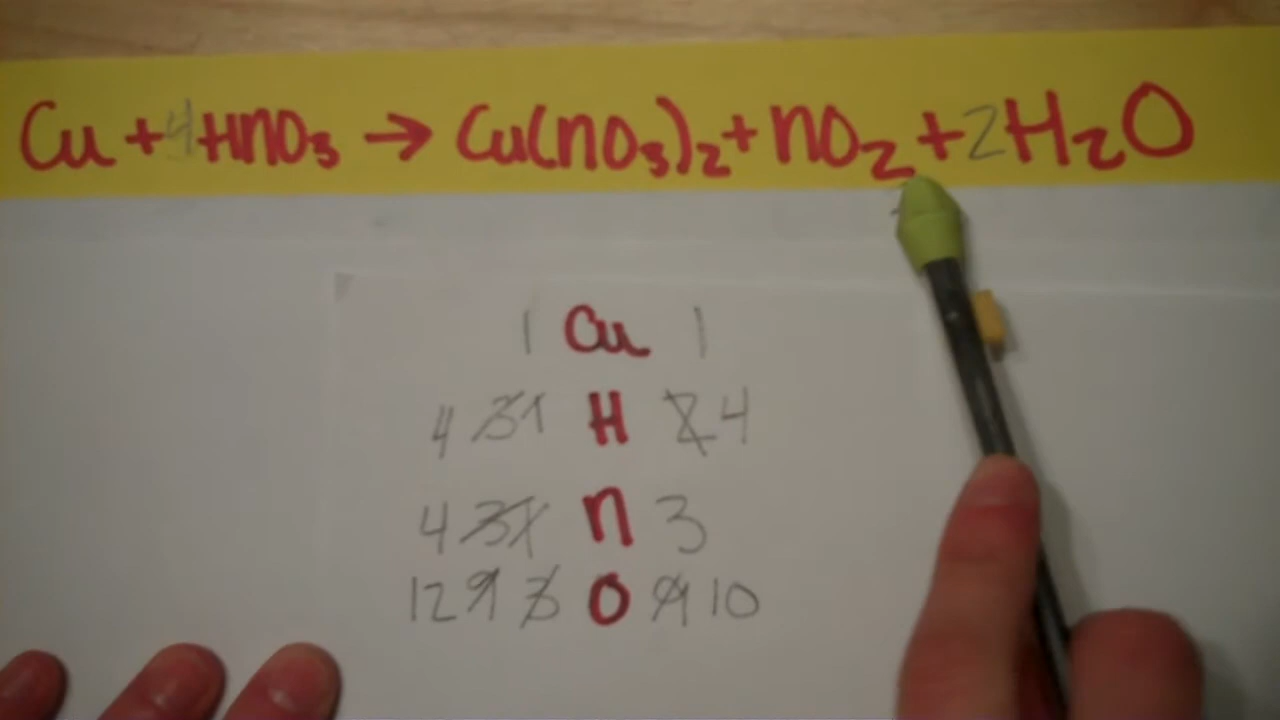 Cu + 4HNO₃ → Cu(NO₃)₂ + NO₂ + 2H₂O
1 Cu 1
4 3 1 H 2 4
4 3 1 N 3
12 9 3 O 9 10